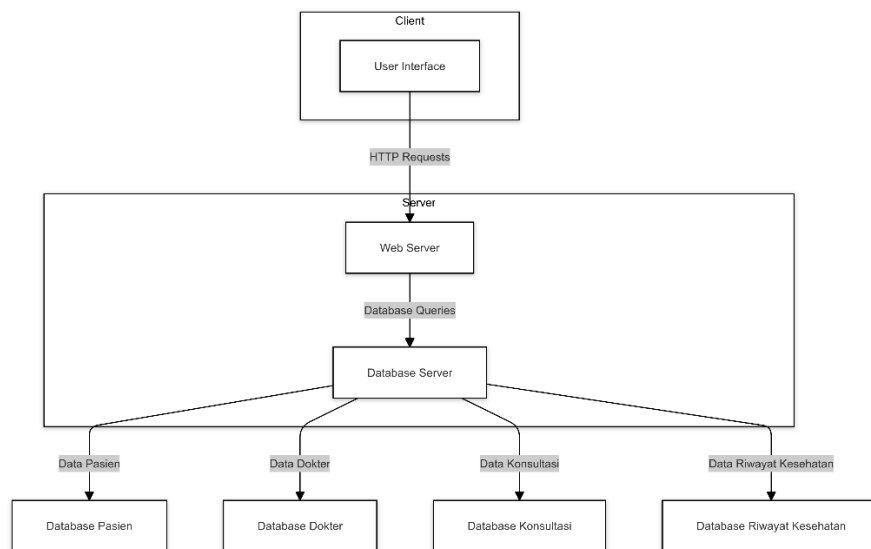 Client
User Interface
HTTP Requests
Server
Web Server
Database Queries
Database Server
Data Pasien
Data Dokter
Data Konsultasi
Data Riwayat Kesehatan
Database Pasien
Database Dokter
Database Konsultasi
Database Riwayat Kesehatan